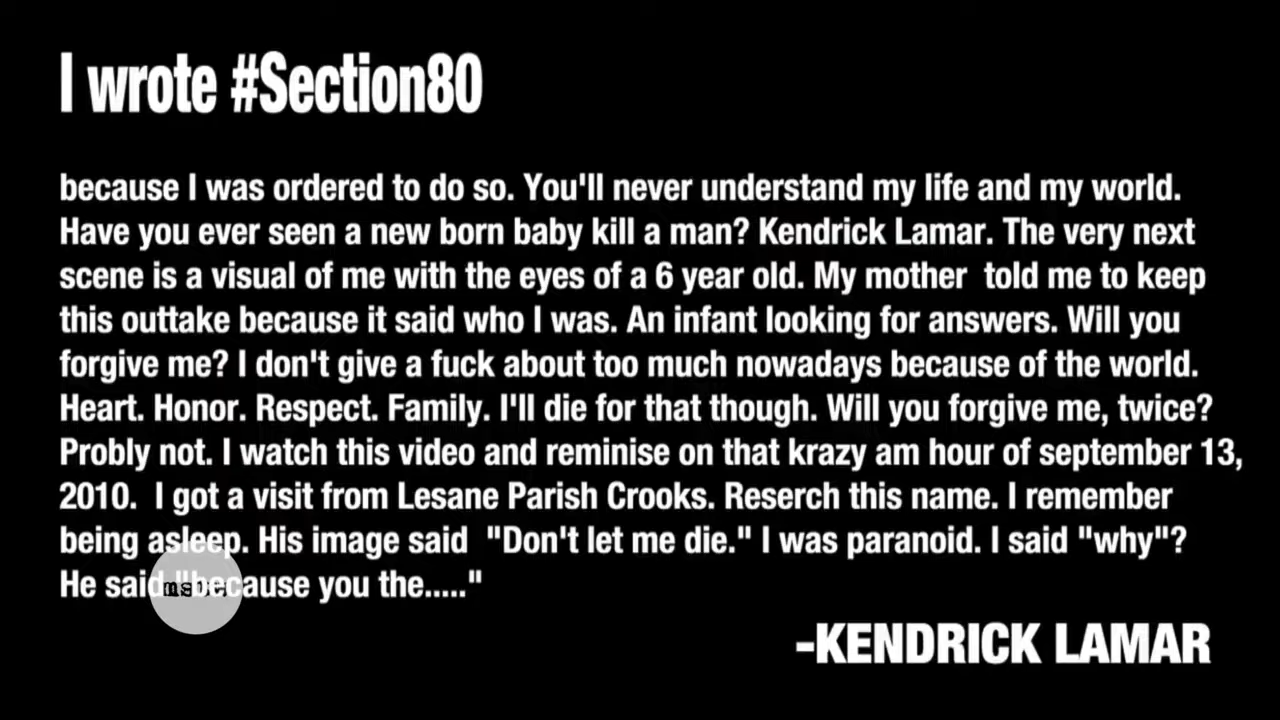 I wrote #Section80
because I was ordered to do so. You'll never understand my life and my world.
Have you ever seen a new born baby kill a man? Kendrick Lamar. The very next
scene is a visual of me with the eyes of a 6 year old. My mother  told me to keep
this outtake because it said who I was. An infant looking for answers. Will you
forgive me? I don't give a fuck about too much nowadays because of the world.
Heart. Honor. Respect. Family. I'll die for that though. Will you forgive me, twice?
Probly not. I watch this video and reminise on that krazy am hour of september 13,
2010.  I got a visit from Lesane Parish Crooks. Reserch this name. I remember
being asleep. His image said  "Don't let me die." I was paranoid. I said "why"?
He said "because you the....."
-KENDRICK LAMAR